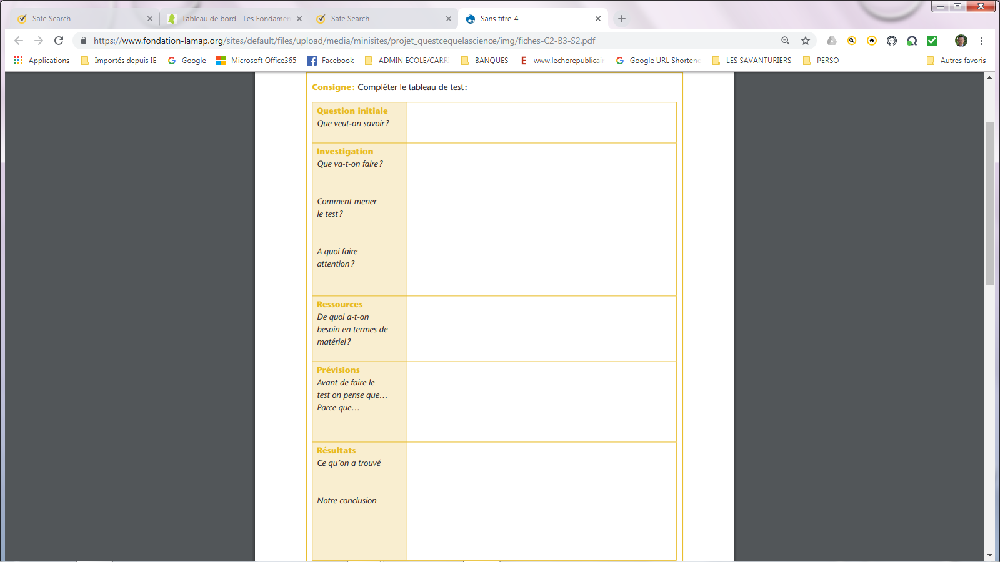 Safe Search
Tableau de bord - Les Fondamen
Safe Search
Sans titre-4
https://www.fondation-lamap.org/sites/default/files/upload/media/minisites/projet_questcequelascience/img/fiches-C2-B3-S2.pdf
Applications
Importés depuis IE
Google
Microsoft Office365
Facebook
ADMIN ECOLE/CARR
BANQUES
www.lechorepublicain
Google URL Shortene
LES SAVANTURIERS
PERSO
Autres favoris
Consigne : Compléter le tableau de test :
Question initiale
Que veut-on savoir ?
Investigation
Que va-t-on faire ?
Comment mener
le test ?
A quoi faire
attention ?
Ressources
De quoi a-t-on
besoin en termes de
matériel ?
Prévisions
Avant de faire le
test on pense que…
Parce que…
Résultats
Ce qu’on a trouvé
Notre conclusion